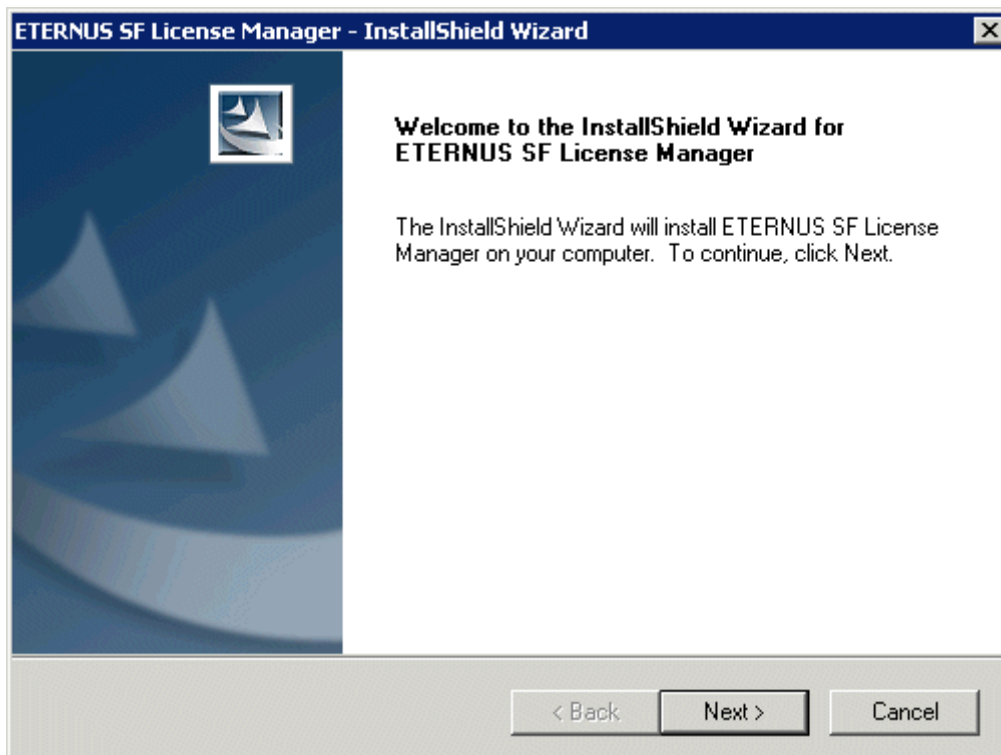 ETERNUS SF License Manager - InstallShield Wizard
Welcome to the InstallShield Wizard for
ETERNUS SF License Manager
The InstallShield Wizard will install ETERNUS SF License
Manager on your computer.  To continue, click Next.
< Back
Next >
Cancel